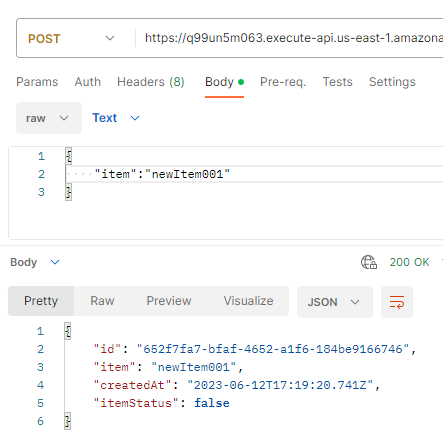 POST https://q99un5m063.execute-api.us-east-1.amazona
Params Auth Headers (8) Body Pre-req. Tests Settings
raw Text
1 {
2 "item":"newItem001"
3 }
Body 200 OK
Pretty Raw Preview Visualize JSON
1 {
2 "id": "652f7fa7-bfaf-4652-a1f6-184be9166746",
3 "item": "newItem001",
4 "createdAt": "2023-06-12T17:19:20.741Z",
5 "itemStatus": false
6 }